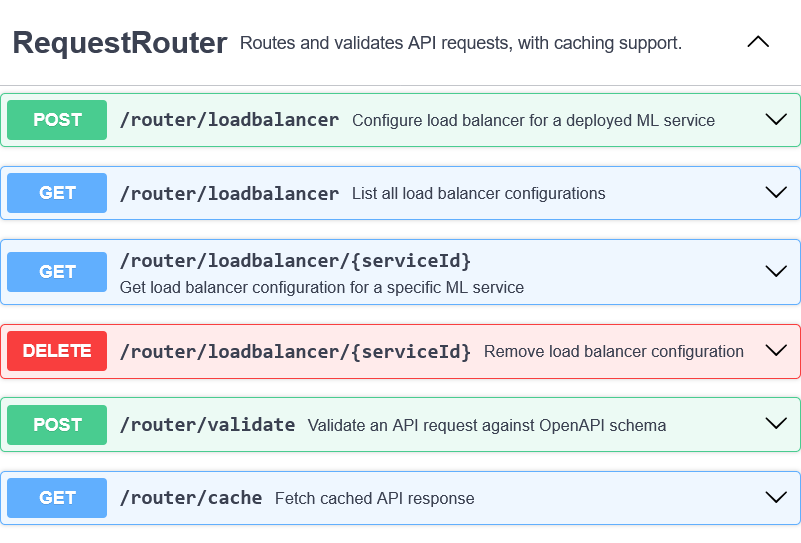 RequestRouter Routes and validates API requests, with caching support.
POST /router/loadbalancer Configure load balancer for a deployed ML service
GET /router/loadbalancer List all load balancer configurations
GET /router/loadbalancer/{serviceId}
Get load balancer configuration for a specific ML service
DELETE /router/loadbalancer/{serviceId} Remove load balancer configuration
POST /router/validate Validate an API request against OpenAPI schema
GET /router/cache Fetch cached API response